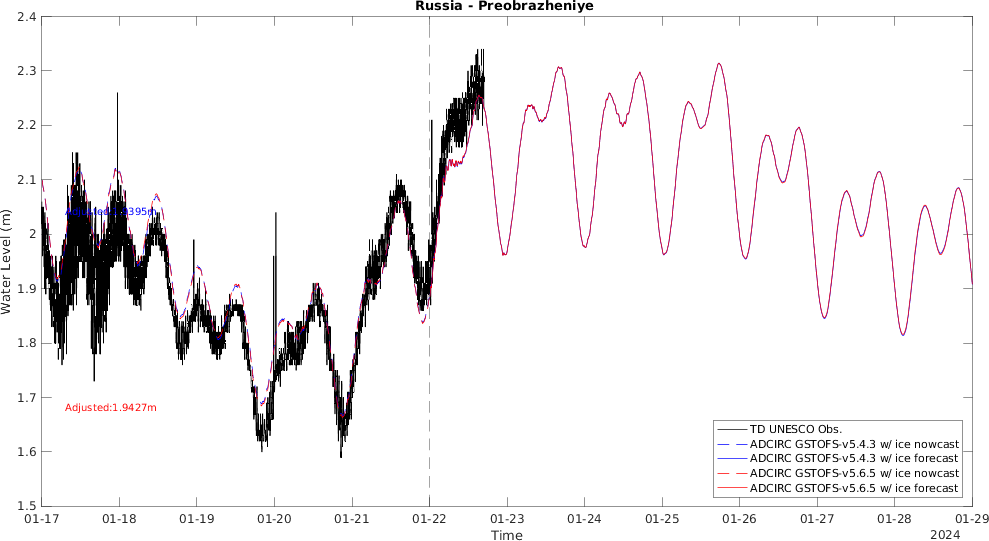 Russia - Preobrazheniye
Water Level (m)
2.4
2.3
2.2
2.1
2
1.9
1.8
1.7
1.6
1.5
Adjusted:1.9395m
Adjusted:1.9427m
TD UNESCO Obs.
ADCIRC GSTOFS-v5.4.3 w/ ice nowcast
ADCIRC GSTOFS-v5.4.3 w/ ice forecast
ADCIRC GSTOFS-v5.6.5 w/ ice nowcast
ADCIRC GSTOFS-v5.6.5 w/ ice forecast
01-17 01-18 01-19 01-20 01-21 01-22 01-23 01-24 01-25 01-26 01-27 01-28 01-29
Time
2024